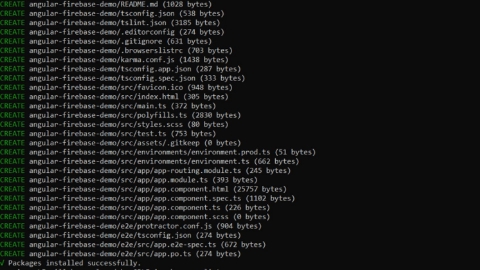 CREATE angular-firebase-demo/README.md (1028 bytes)
CREATE angular-firebase-demo/tsconfig.json (538 bytes)
CREATE angular-firebase-demo/tslint.json (3185 bytes)
CREATE angular-firebase-demo/.editorconfig (274 bytes)
CREATE angular-firebase-demo/.gitignore (631 bytes)
CREATE angular-firebase-demo/.browserslistrc (703 bytes)
CREATE angular-firebase-demo/karma.conf.js (1438 bytes)
CREATE angular-firebase-demo/tsconfig.app.json (287 bytes)
CREATE angular-firebase-demo/tsconfig.spec.json (333 bytes)
CREATE angular-firebase-demo/src/favicon.ico (948 bytes)
CREATE angular-firebase-demo/src/index.html (305 bytes)
CREATE angular-firebase-demo/src/main.ts (372 bytes)
CREATE angular-firebase-demo/src/polyfills.ts (2830 bytes)
CREATE angular-firebase-demo/src/styles.scss (80 bytes)
CREATE angular-firebase-demo/src/test.ts (753 bytes)
CREATE angular-firebase-demo/src/assets/.gitkeep (0 bytes)
CREATE angular-firebase-demo/src/environments/environment.prod.ts (51 bytes)
CREATE angular-firebase-demo/src/environments/environment.ts (662 bytes)
CREATE angular-firebase-demo/src/app/app-routing.module.ts (245 bytes)
CREATE angular-firebase-demo/src/app/app.module.ts (393 bytes)
CREATE angular-firebase-demo/src/app/app.component.html (25757 bytes)
CREATE angular-firebase-demo/src/app/app.component.spec.ts (1102 bytes)
CREATE angular-firebase-demo/src/app/app.component.ts (226 bytes)
CREATE angular-firebase-demo/src/app/app.component.scss (0 bytes)
CREATE angular-firebase-demo/e2e/protractor.conf.js (904 bytes)
CREATE angular-firebase-demo/e2e/tsconfig.json (274 bytes)
CREATE angular-firebase-demo/e2e/src/app.e2e-spec.ts (672 bytes)
CREATE angular-firebase-demo/e2e/src/app.po.ts (274 bytes)
√ Packages installed successfully.